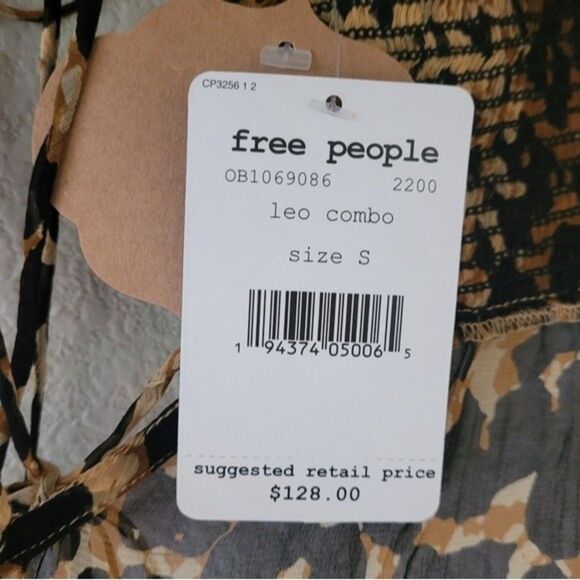 CP3256 1 2
free people
OB1069086 2200
leo combo
size S
1 94374 05006 5
suggested retail price
$128.00